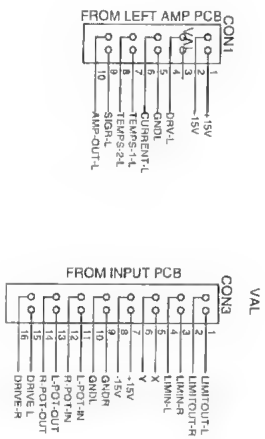 FROM LEFT AMP PCB
CON1
VAL
1 +15V
2 -15V
3
4 DRV-L
5 GNDL
6 CURRENT-L
7 TEMPS-1-L
8 TEMPS-2-L
9 SIGR-L
10 AMP-OUT-L
FROM INPUT PCB
CON3
VAL
1 LIMITOUT-L
2 LIMITOUT-R
3 LIMIN-R
4 LIMIN-L
5 X
6 Y
7 +15V
8 -15V
9 GNDR
10 GNDL
11 L-POT-IN
12 R-POT-IN
13 L-POT-OUT
14 R-POT-OUT
15 DRIVE L
16 DRIVE-R